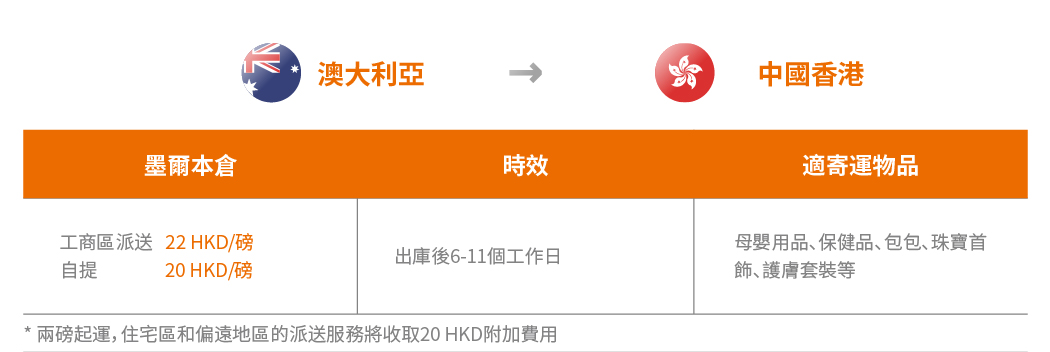 澳大利亞 → 中國香港
墨爾本倉 時效 適寄運物品
工商區派送 22 HKD/磅
自提 20 HKD/磅
出庫後6-11個工作日
母嬰用品、保健品、包包、珠寶首
飾、護膚套裝等
* 兩磅起運，住宅區和偏遠地區的派送服務將收取20 HKD附加費用